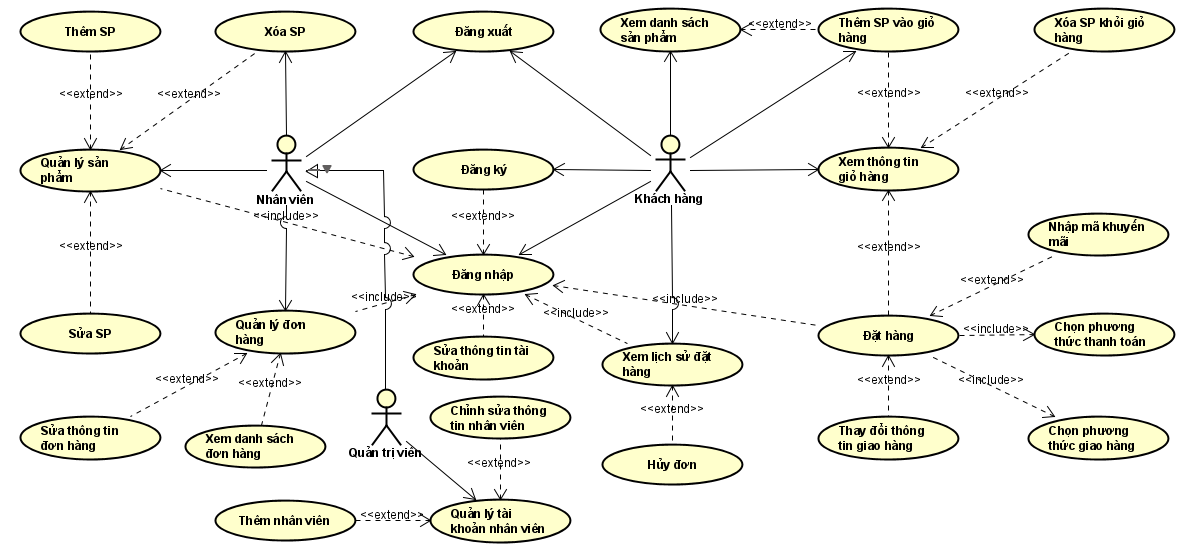 Thêm SP
Xóa SP
Đăng xuất
Xem danh sách
sản phẩm
<<extend>>
Thêm SP vào giỏ
hàng
Xóa SP khỏi giỏ
hàng
<<extend>>
<<extend>>
<<extend>>
<<extend>>
Quản lý sản
phẩm
Nhân viên
Đăng ký
Khách hàng
Xem thông tin
giỏ hàng
<<include>>
<<extend>>
<<extend>>
<<extend>>
Nhập mã khuyến
mãi
Đăng nhập
<<extend>>
<<include>>
<<extend>>
<<include>>
<<include>>
Sửa SP
Quản lý đơn
hàng
Đặt hàng
<<include>>
Chọn phương
thức thanh toán
Sửa thông tin tài
khoản
Xem lịch sử đặt
hàng
<<extend>>
<<extend>>
<<extend>>
<<include>>
<<extend>>
Chỉnh sửa thông
tin nhân viên
Sửa thông tin
đơn hàng
Xem danh sách
đơn hàng
Quản trị viên
Thay đổi thông
tin giao hàng
Chọn phương
thức giao hàng
<<extend>>
Hủy đơn
Thêm nhân viên
<<extend>>
Quản lý tài
khoản nhân viên